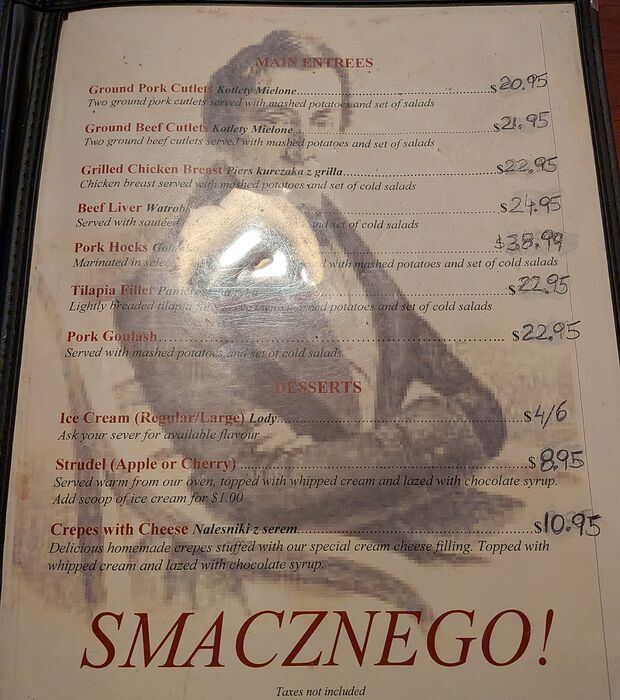 MAIN ENTREES
Ground Pork Cutlets Kotlety Mielone $20.95
Two ground pork cutlets served with mashed potatoes and set of salads
Ground Beef Cutlets Kotlety Mielone $21.95
Two ground beef cutlets served with mashed potatoes and set of salads
Grilled Chicken Breast Piers kurczaka z grilla $22.95
Chicken breast served with mashed potatoes and set of cold salads
Beef Liver $24.95
Served with sautéed and set of cold salads
Pork Hocks $38.99
Marinated in with mashed potatoes and set of cold salads
Tilapia Fillet $22.95
Lightly breaded tilapia potatoes and set of cold salads
Pork Goulash $22.95
Served with mashed potatoes and set of cold salads
DESSERTS
Ice Cream (Regular/Large) Lody $4/6
Ask your sever for available flavour
Strudel (Apple or Cherry) $8.95
Served warm from our oven, topped with whipped cream and lazed with chocolate syrup.
Add scoop of ice cream for $1.00
Crepes with Cheese Nalesniki z serem $10.95
Delicious homemade crepes stuffed with our special cream cheese filling. Topped with
whipped cream and lazed with chocolate syrup.
SMACZNEGO!
Taxes not included